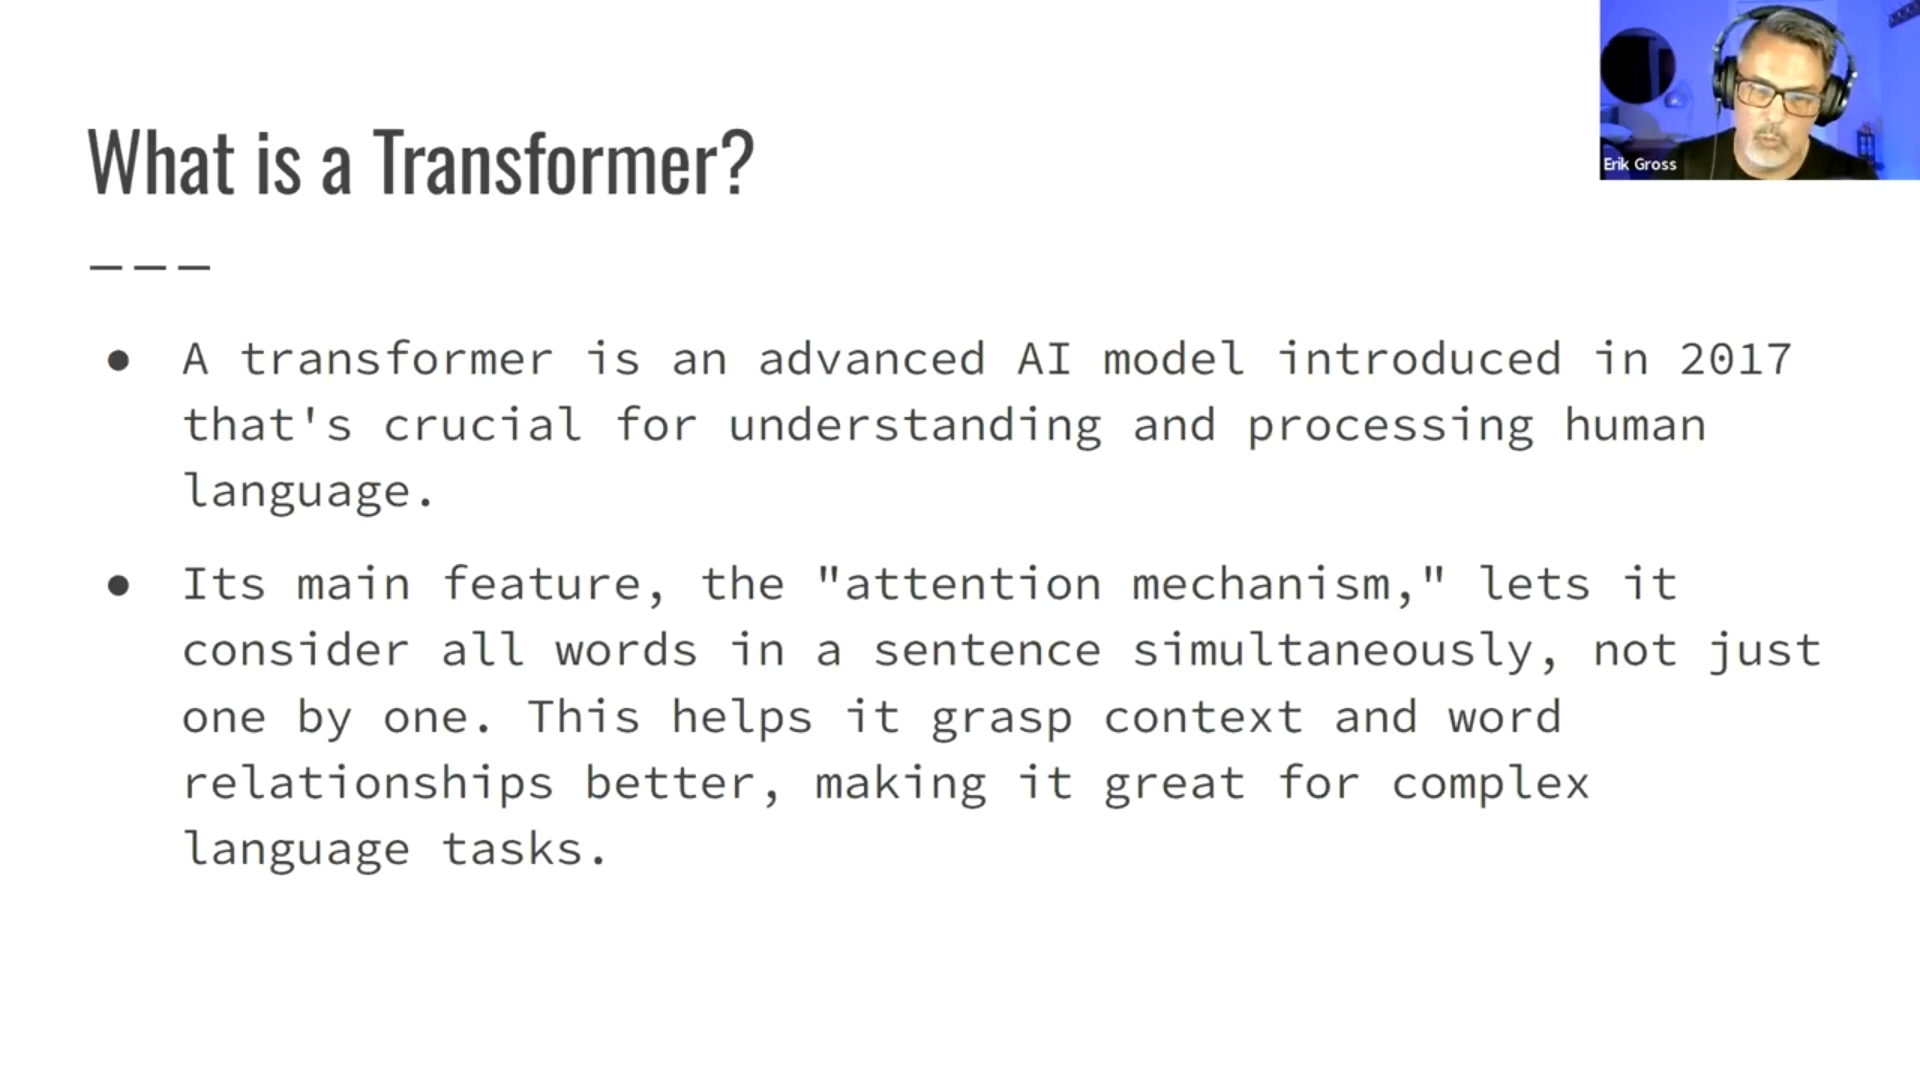 What is a Transformer?
● A transformer is an advanced AI model introduced in 2017
that's crucial for understanding and processing human
language.
● Its main feature, the "attention mechanism," lets it
consider all words in a sentence simultaneously, not just
one by one. This helps it grasp context and word
relationships better, making it great for complex
language tasks.
Erik Gross